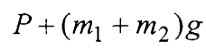 P + (m₁ + m₂)g